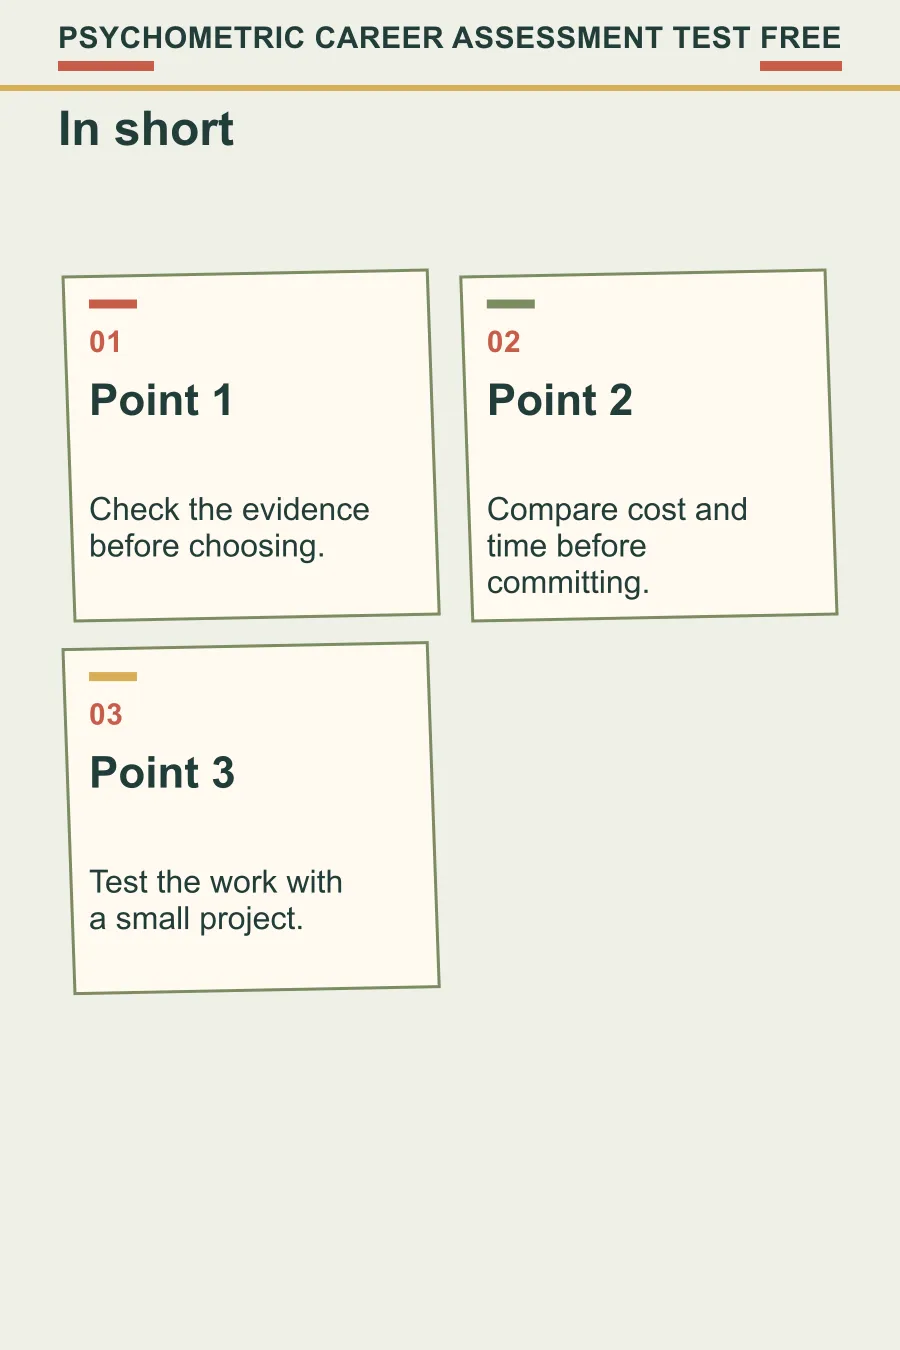 PSYCHOMETRIC CAREER ASSESSMENT TEST FREE
In short
01
Point 1
Check the evidence
before choosing.
02
Point 2
Compare cost and
time before
committing.
03
Point 3
Test the work with
a small project.